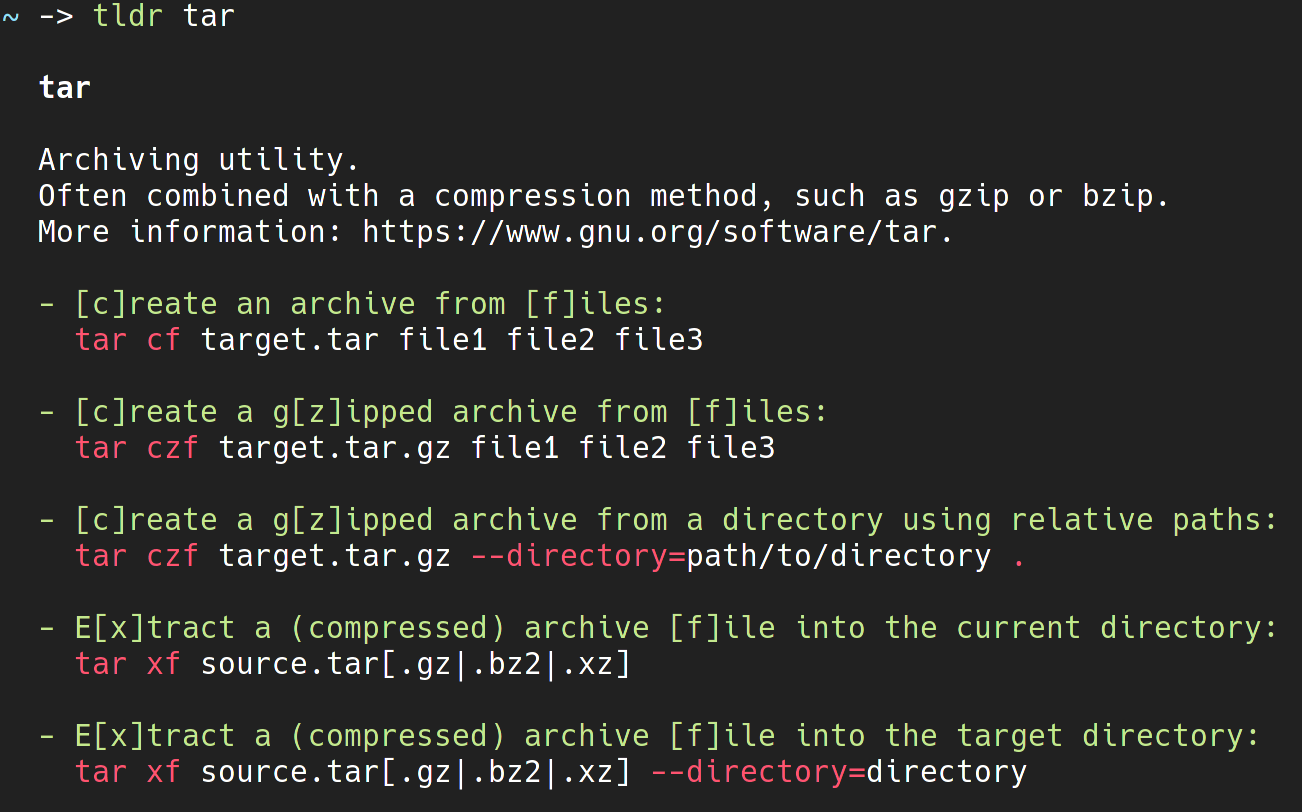 ~ -> tldr tar
tar
Archiving utility.
Often combined with a compression method, such as gzip or bzip.
More information: https://www.gnu.org/software/tar.
- [c]reate an archive from [f]iles:
tar cf target.tar file1 file2 file3
- [c]reate a g[z]ipped archive from [f]iles:
tar czf target.tar.gz file1 file2 file3
- [c]reate a g[z]ipped archive from a directory using relative paths:
tar czf target.tar.gz --directory=path/to/directory .
- E[x]tract a (compressed) archive [f]ile into the current directory:
tar xf source.tar[.gz|.bz2|.xz]
- E[x]tract a (compressed) archive [f]ile into the target directory:
tar xf source.tar[.gz|.bz2|.xz] --directory=directory